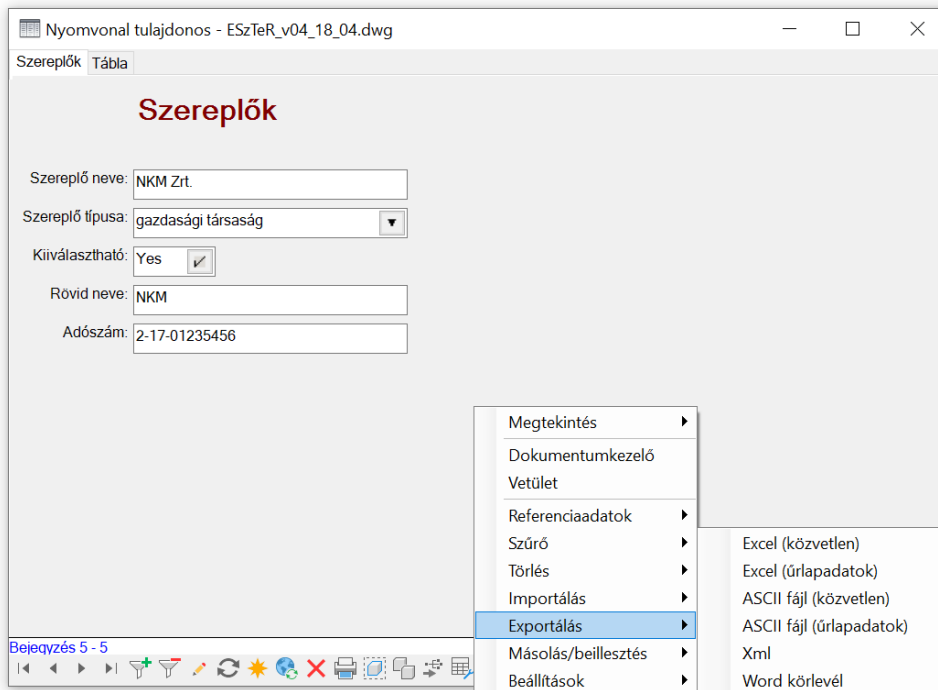 Nyomvonal tulajdonos - ESzTeR_v04_18_04.dwg
Szereplők Tábla
Szereplők
Szereplő neve: NKM Zrt.
Szereplő típusa: gazdasági társaság
Kiiválasztható: Yes
Rövid neve: NKM
Adószám: 2-17-01235456
Megtekintés
Dokumentumkezelő
Vetület
Referenciaadatok
Szűrő
Törlés
Importálás
Exportálás
Másolás/beillesztés
Beállítások
Excel (közvetlen)
Excel (űrlapadatok)
ASCII fájl (közvetlen)
ASCII fájl (űrlapadatok)
Xml
Word körlevél
Bejegyzés 5 - 5